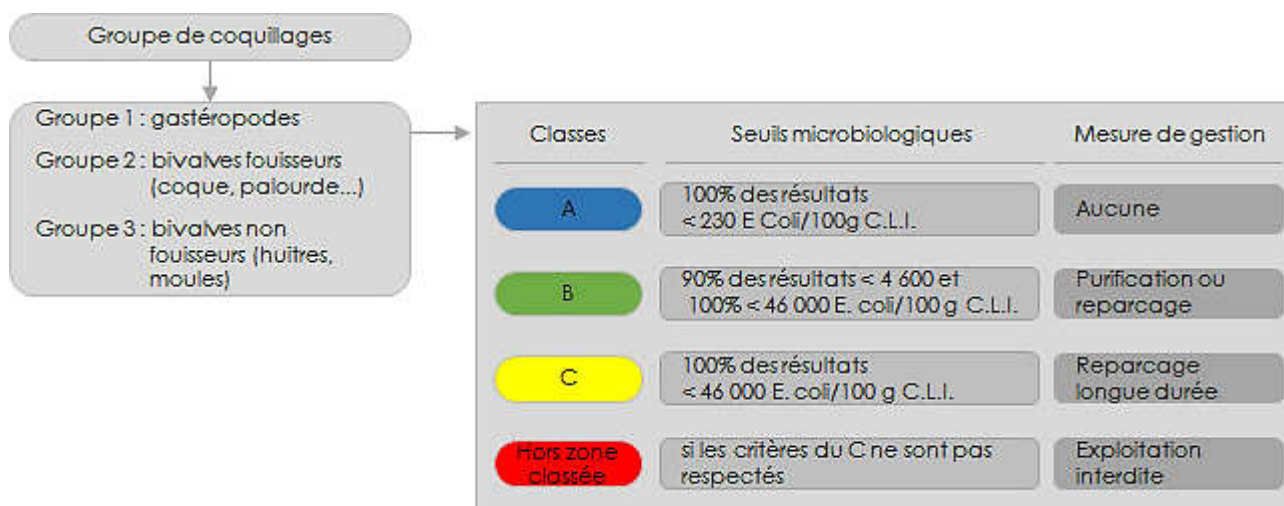 Groupe de coquillages
Groupe 1 : gastéropodes
Groupe 2 : bivalves fouisseurs
(coque, palourde...)
Groupe 3 : bivalves non
fouisseurs (huitres,
moules)
Classes
Seuils microbiologiques
Mesure de gestion
A
100% des résultats
< 230 E Coli/100g C.L.I.
Aucune
B
90% des résultats < 4 600 et
100% < 46 000 E. coli/100 g C.L.I.
Purification ou
reparcage
C
100% des résultats
< 46 000 E. coli/100 g C.L.I.
Reparcage
longue durée
Hors zone
classée
si les critères du C ne sont pas
respectés
Exploitation
interdite